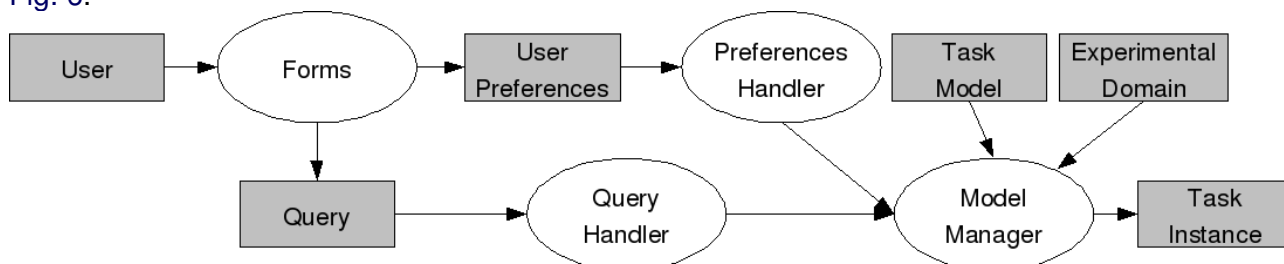 Fig. 6.
User
Forms
User
Preferences
Preferences
Handler
Task
Model
Experimental
Domain
Query
Query
Handler
Model
Manager
Task
Instance